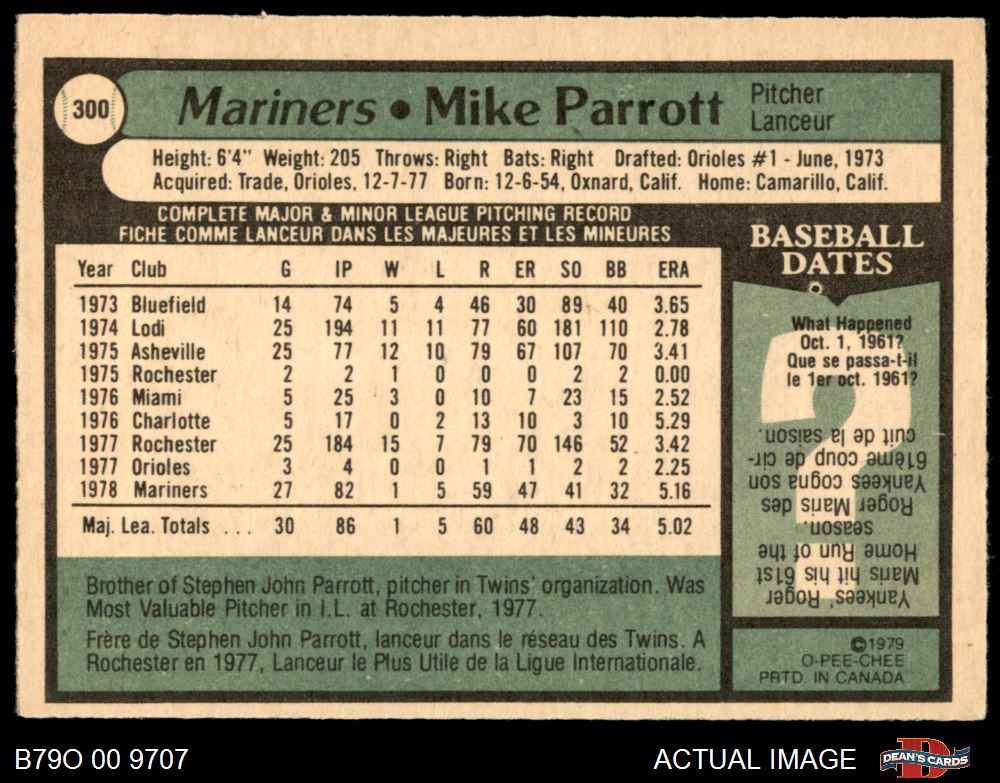 300
Mariners • Mike Parrott
Pitcher
Lanceur
Height: 6'4" Weight: 205 Throws: Right Bats: Right Drafted: Orioles #1 - June, 1973
Acquired: Trade, Orioles, 12-7-77 Born: 12-6-54, Oxnard, Calif. Home: Camarillo, Calif.
COMPLETE MAJOR & MINOR LEAGUE PITCHING RECORD
FICHE COMME LANCEUR DANS LES MAJEURES ET LES MINEURES
Year Club G IP W L R ER SO BB ERA
1973 Bluefield 14 74 5 4 46 30 89 40 3.65
1974 Lodi 25 194 11 11 77 60 181 110 2.78
1975 Asheville 25 77 12 10 79 67 107 70 3.41
1975 Rochester 2 2 1 0 0 0 2 2 0.00
1976 Miami 5 25 3 0 10 7 23 15 2.52
1976 Charlotte 5 17 0 2 13 10 3 10 5.29
1977 Rochester 25 184 15 7 79 70 146 52 3.42
1977 Orioles 3 4 0 0 1 1 2 2 2.25
1978 Mariners 27 82 1 5 59 47 41 32 5.16
Maj. Lea. Totals ... 30 86 1 5 60 48 43 34 5.02
Brother of Stephen John Parrott, pitcher in Twins' organization. Was
Most Valuable Pitcher in I.L. at Rochester, 1977.
Frère de Stephen John Parrott, lanceur dans le réseau des Twins. A
Rochester en 1977, Lanceur le Plus Utile de la Ligue Internationale.
BASEBALL
DATES
What Happened
Oct. 1, 1961?
Que se passa-t-il
le 1er oct. 1961?
Yankees' Roger
Maris hit his 61st
Home Run of the
season.
Roger Maris des
Yankees cogna son
61ème coup de cir-
cuit de la saison.
©1979
O-PEE-CHEE
PRTD. IN CANADA
B79O 00 9707
ACTUAL IMAGE
DEAN'S CARDS